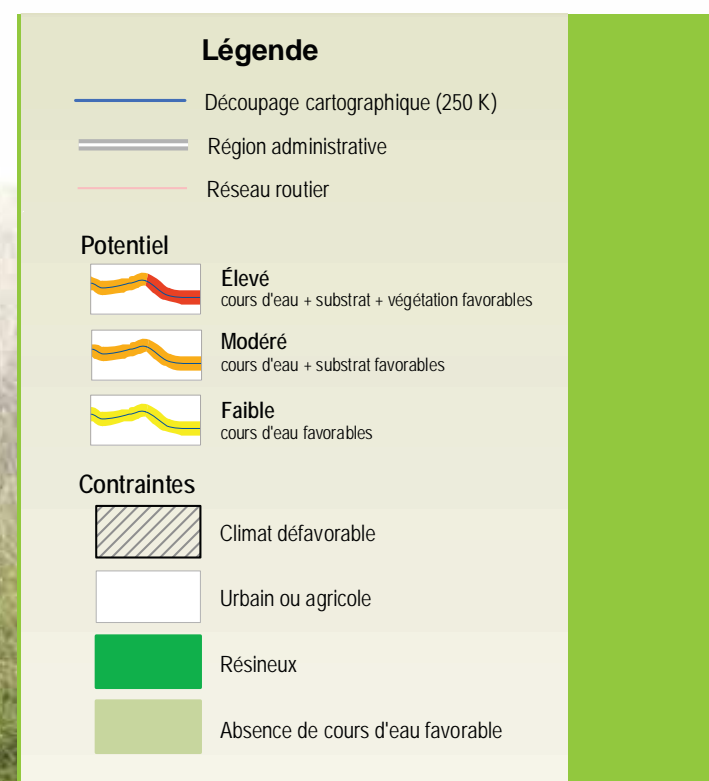 Légende
Découpage cartographique (250 K)
Région administrative
Réseau routier
Potentiel
Élevé
cours d'eau + substrat + végétation favorables
Modéré
cours d'eau + substrat favorables
Faible
cours d'eau favorables
Contraintes
Climat défavorable
Urbain ou agricole
Résineux
Absence de cours d'eau favorable